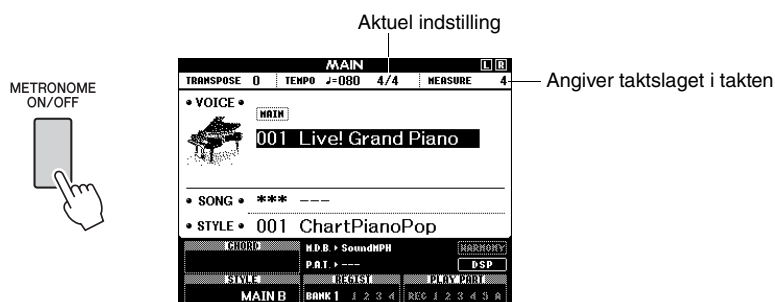 Aktuel indstilling
MAIN L R
TRANSPOSE 0 TEMPO ♩=080 4/4 MEASURE 4
Angiver taktslaget i takten
METRONOME
ON/OFF
• VOICE •
MAIN
001 Live! Grand Piano
• SONG • *** ---
• STYLE • 001 ChartPianoPop
CHORD M.D.B. ▸ SoundMPH HARMONY
P.A.T. ▸ --- DSP
STYLE REGIST PLAY PART
MAIN B BANK 1 1 2 3 4 REC 1 2 3 4 5 A